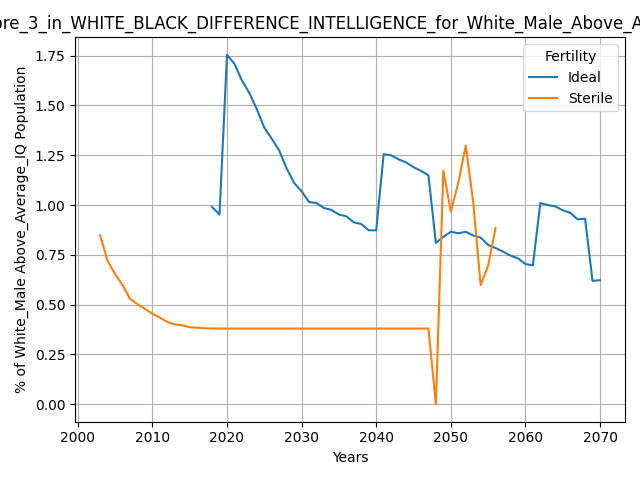 ore_3_in_WHITE_BLACK_DIFFERENCE_INTELLIGENCE_for_White_Male_Above_A
Fertility
Ideal
Sterile
% of White_Male Above_Average_IQ Population
1.75
1.50
1.25
1.00
0.75
0.50
0.25
0.00
2000 2010 2020 2030 2040 2050 2060 2070
Years